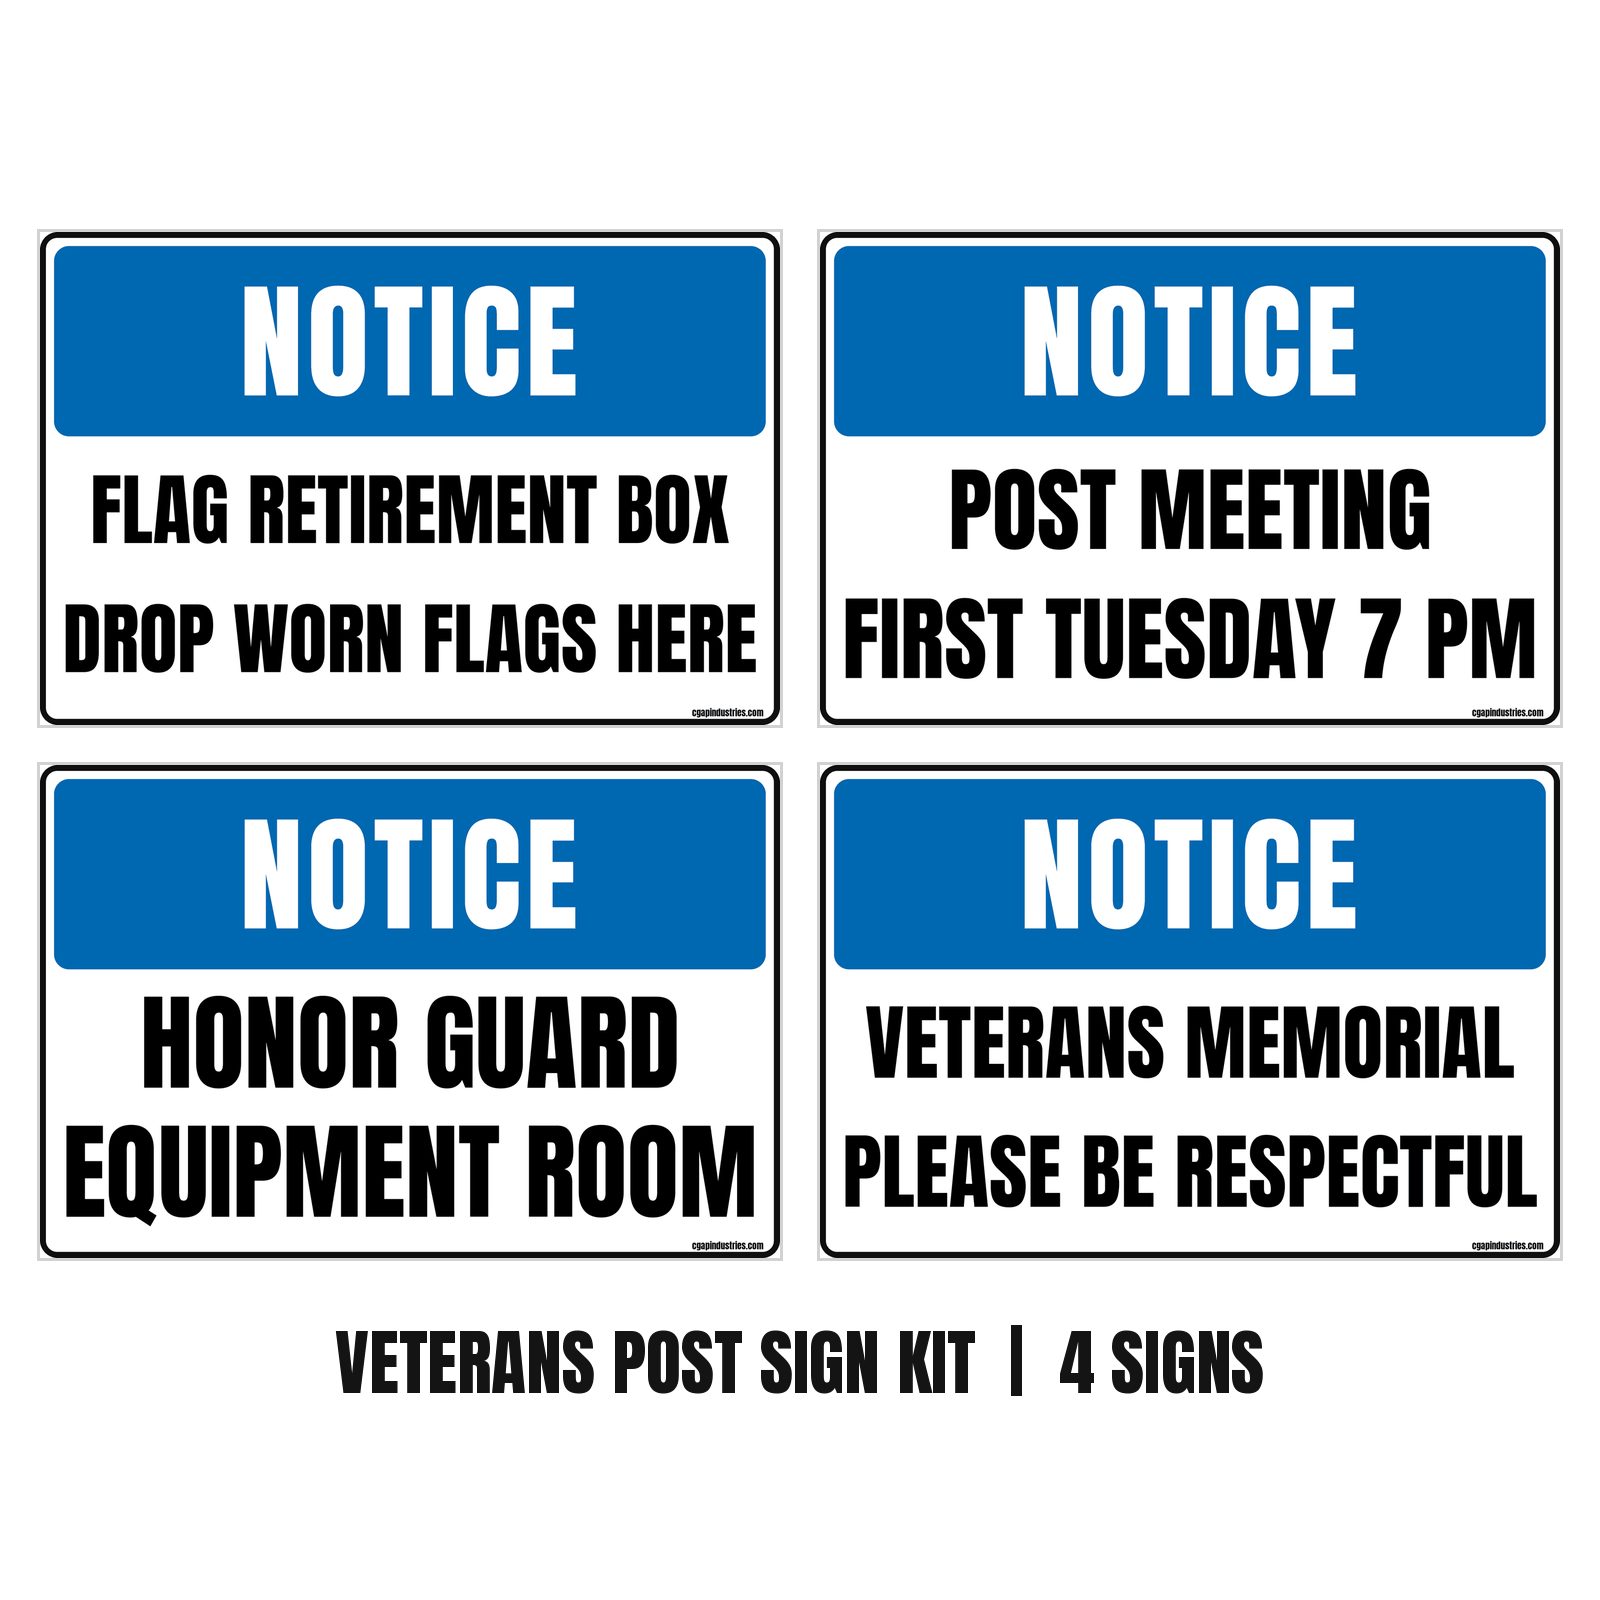 NOTICE
FLAG RETIREMENT BOX
DROP WORN FLAGS HERE
cgapindustries.com
NOTICE
POST MEETING
FIRST TUESDAY 7 PM
cgapindustries.com
NOTICE
HONOR GUARD
EQUIPMENT ROOM
cgapindustries.com
NOTICE
VETERANS MEMORIAL
PLEASE BE RESPECTFUL
cgapindustries.com
VETERANS POST SIGN KIT | 4 SIGNS